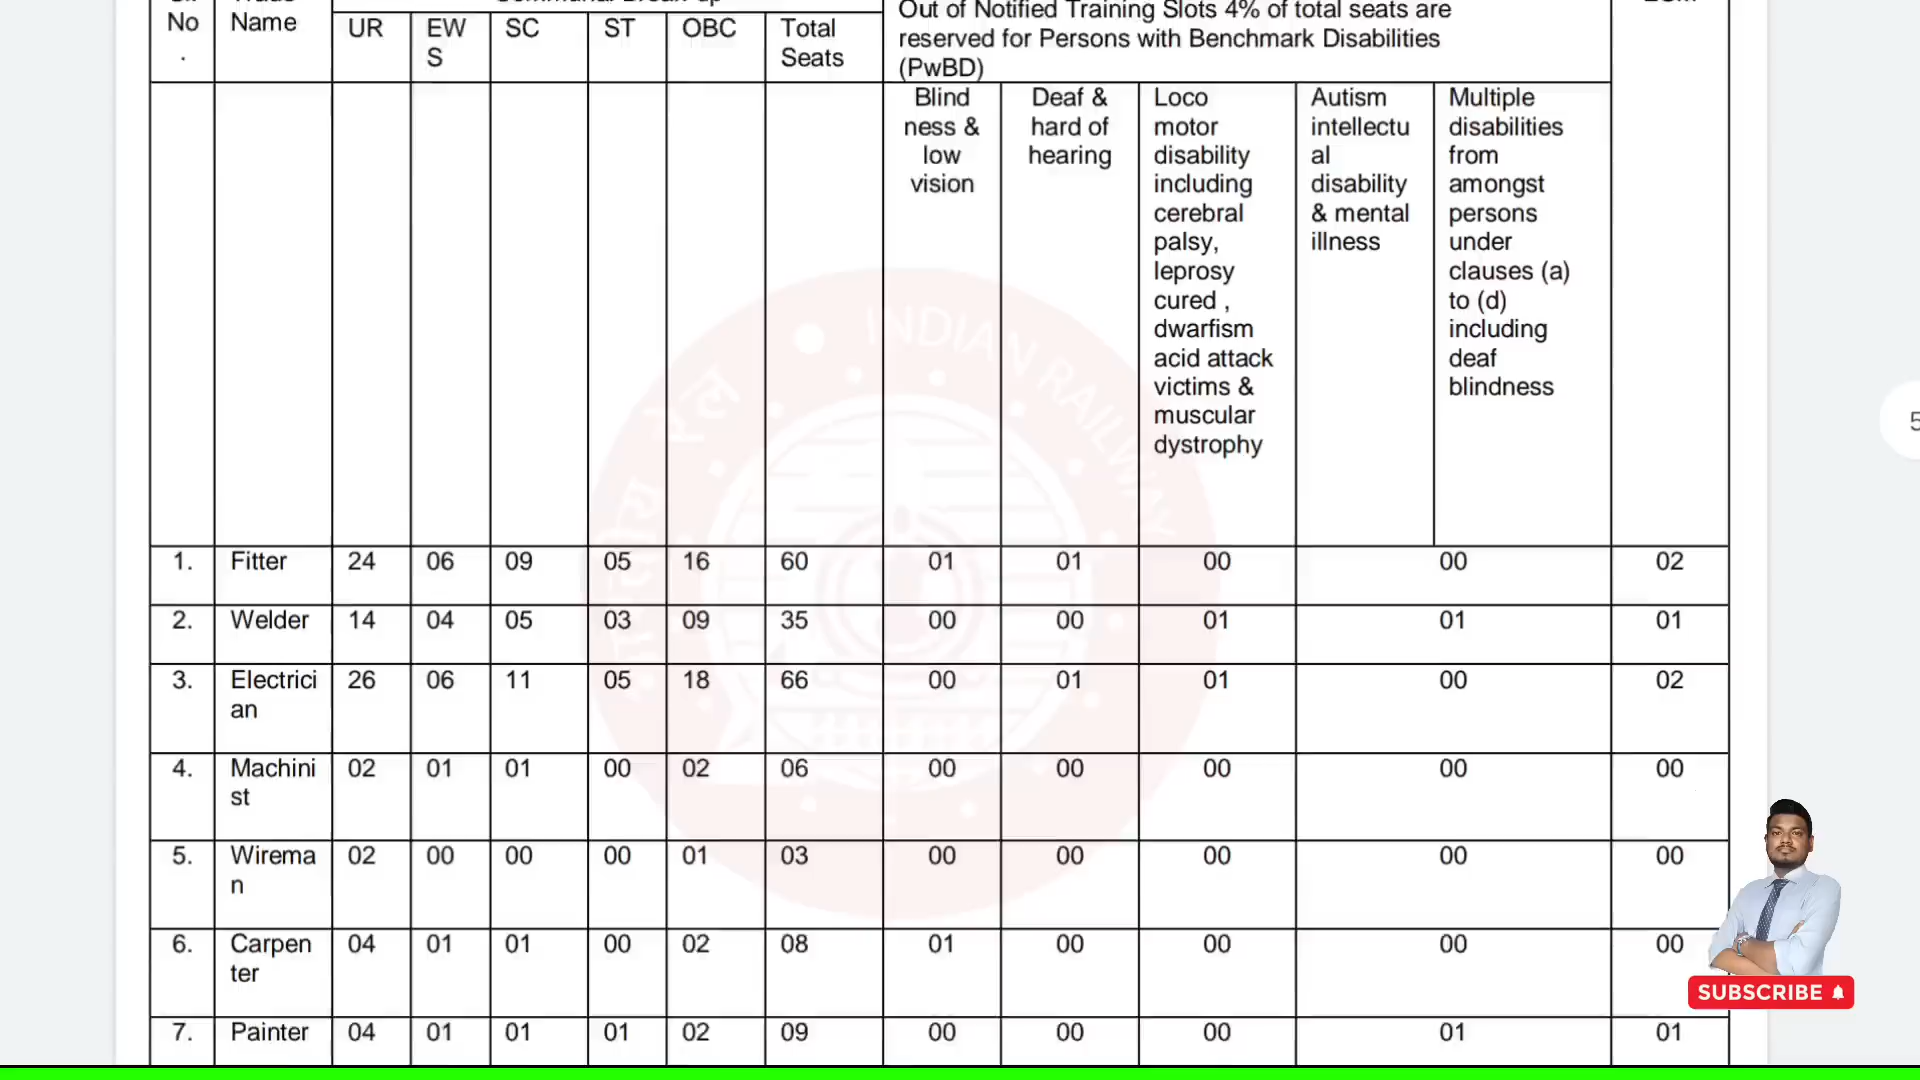 No
.
Name
UR
EW
S
SC
ST
OBC
Total
Seats
Out of Notified Training Slots 4% of total seats are
reserved for Persons with Benchmark Disabilities
(PwBD)
Blind
ness &
low
vision
Deaf &
hard of
hearing
Loco
motor
disability
including
cerebral
palsy,
leprosy
cured ,
dwarfism
acid attack
victims &
muscular
dystrophy
Autism
intellectu
al
disability
& mental
illness
Multiple
disabilities
from
amongst
persons
under
clauses (a)
to (d)
including
deaf
blindness
INDIAN RAILWAY
भारतीय रेल
5
1. Fitter 24 06 09 05 16 60 01 01 00 00 02
2. Welder 14 04 05 03 09 35 00 00 01 01 01
3. Electrici 26 06 11 05 18 66 00 01 01 00 02
an
4. Machini 02 01 01 00 02 06 00 00 00 00 00
st
5. Wirema 02 00 00 00 01 03 00 00 00 00 00
n
6. Carpen 04 01 01 00 02 08 01 00 00 00 00
ter
7. Painter 04 01 01 01 02 09 00 00 00 01 01
SUBSCRIBE